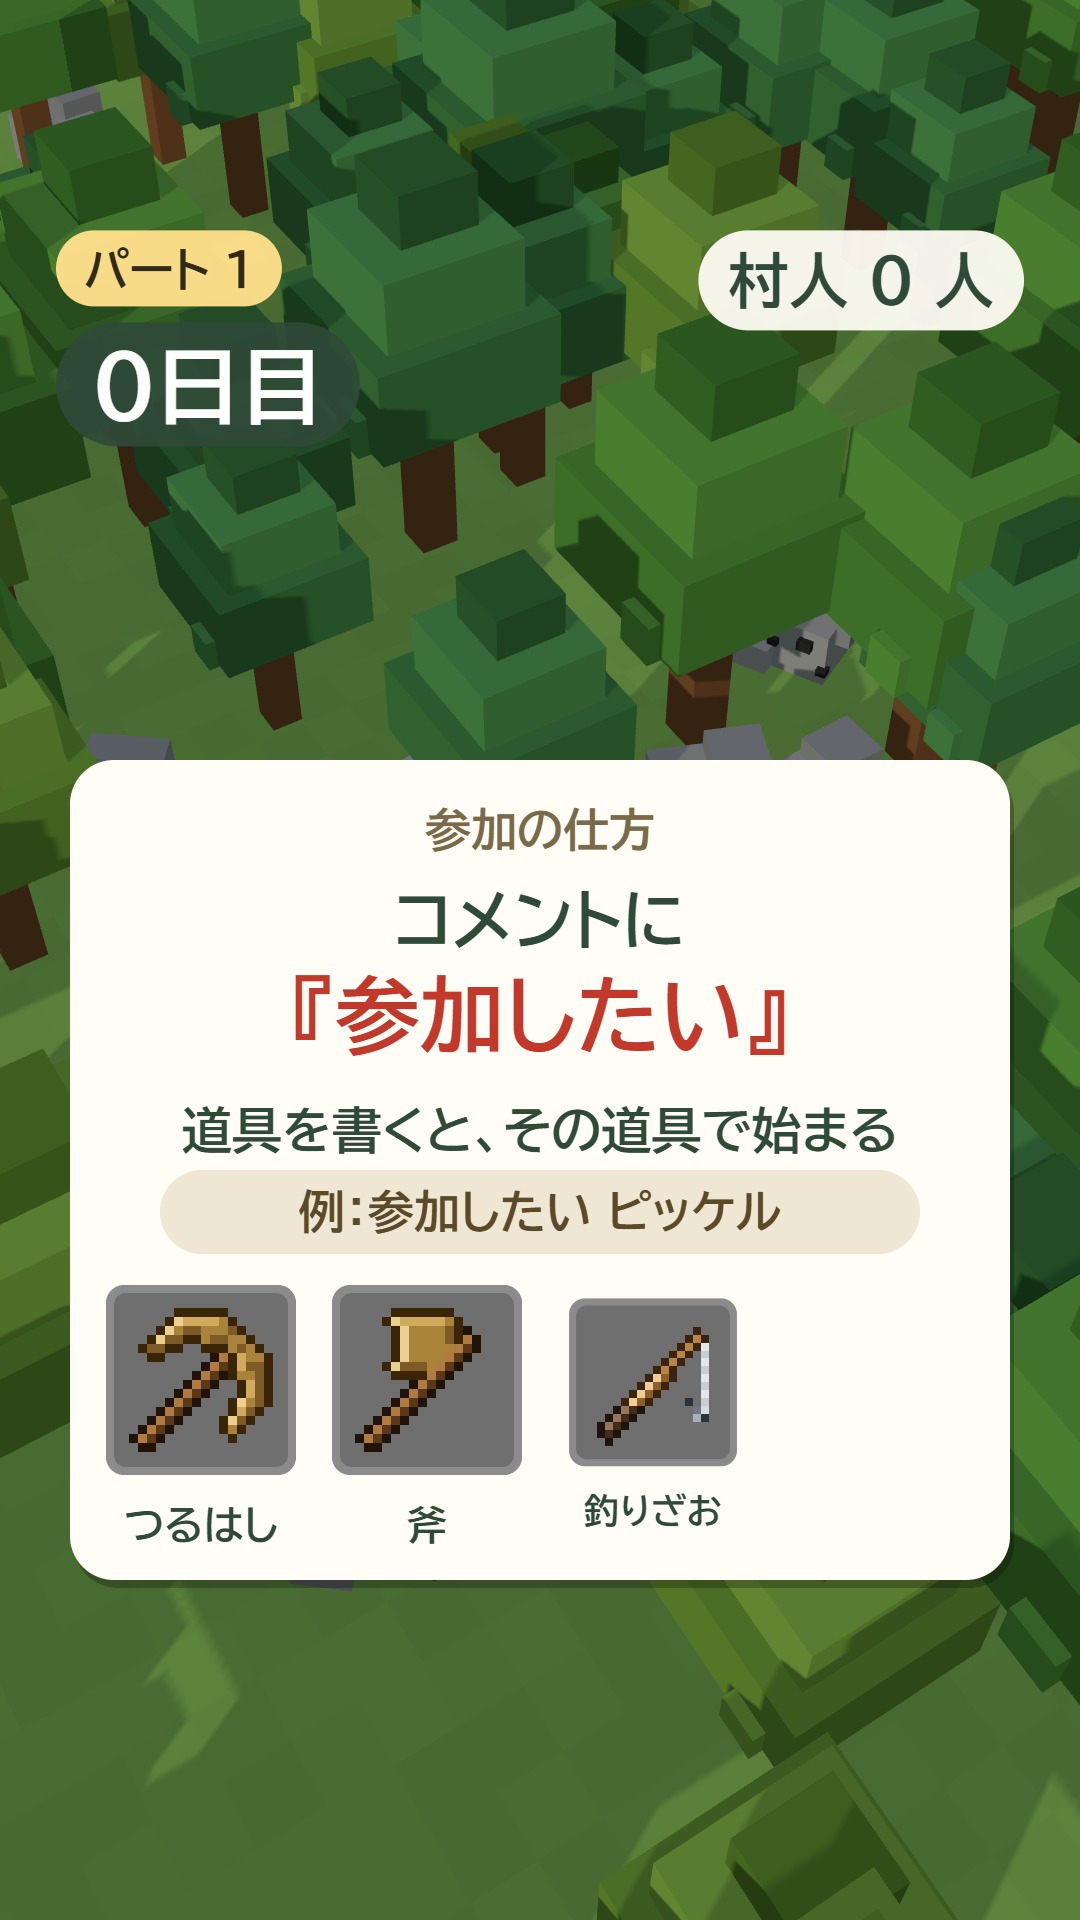 パート 1
村人 0 人
0日目
参加の仕方
コメントに
『参加したい』
道具を書くと、その道具で始まる
例：参加したい ピッケル
つるはし
斧
釣りざお